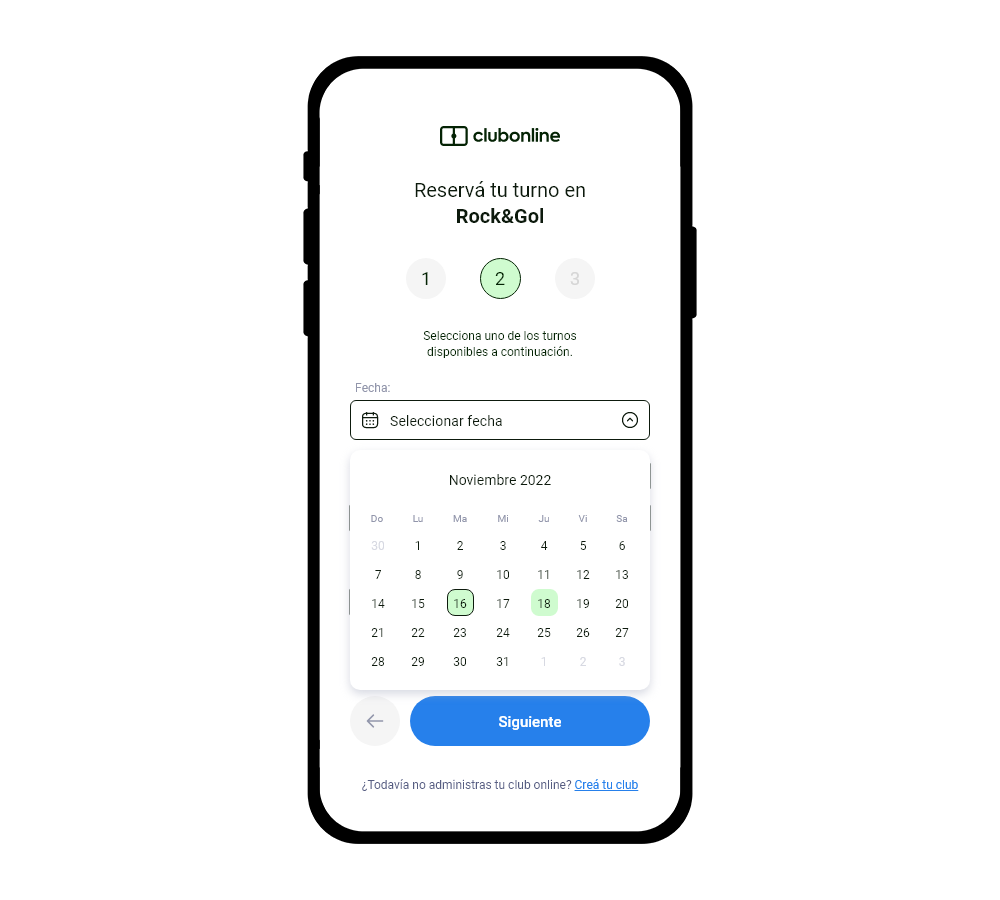 clubonline
Reservá tu turno en
Rock&Gol
1 2 3
Selecciona uno de los turnos
disponibles a continuación.
Fecha:
Seleccionar fecha
Noviembre 2022
Do Lu Ma Mi Ju Vi Sa
30 1 2 3 4 5 6
7 8 9 10 11 12 13
14 15 16 17 18 19 20
21 22 23 24 25 26 27
28 29 30 31 1 2 3
Siguiente
¿Todavía no administras tu club online? Creá tu club